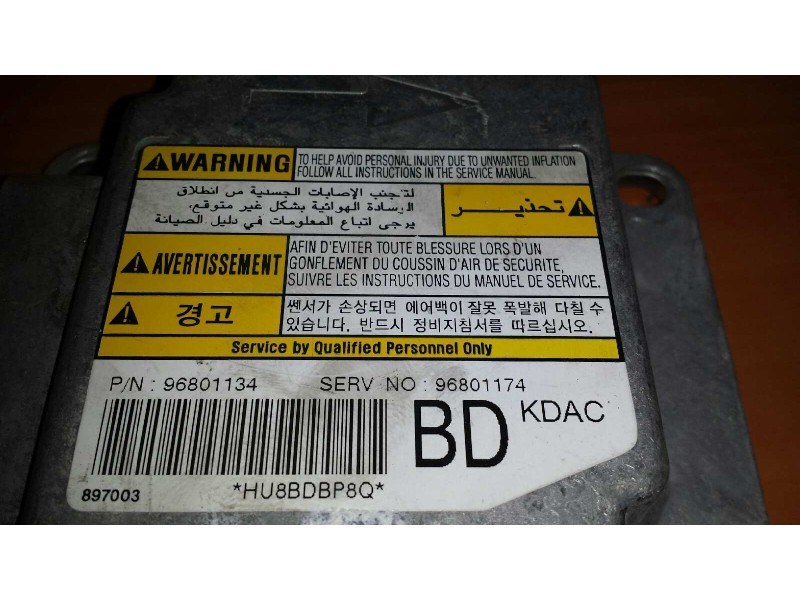 WARNING
TO HELP AVOID PERSONAL INJURY DUE TO UNWANTED INFLATION
FOLLOW ALL INSTRUCTIONS IN THE SERVICE MANUAL.
تحذير
لتجنب الإصابات الجسدية من انطلاق
الوسادة الهوائية بشكل غير متوقع،
يرجى اتباع المعلومات في دليل الصيانة
AVERTISSEMENT
AFIN D'EVITER TOUTE BLESSURE LORS D'UN
GONFLEMENT DU COUSSIN D'AIR DE SECURITE,
SUIVRE LES INSTRUCTIONS DU MANUEL DE SERVICE.
경고
쎈서가 손상되면 에어백이 잘못 폭발해 다칠 수
있습니다. 반드시 정비지침서를 따르십시오.
Service by Qualified Personnel Only
P/N : 96801134 SERV NO : 96801174
BD KDAC
897003 *HU8BDBP8Q*